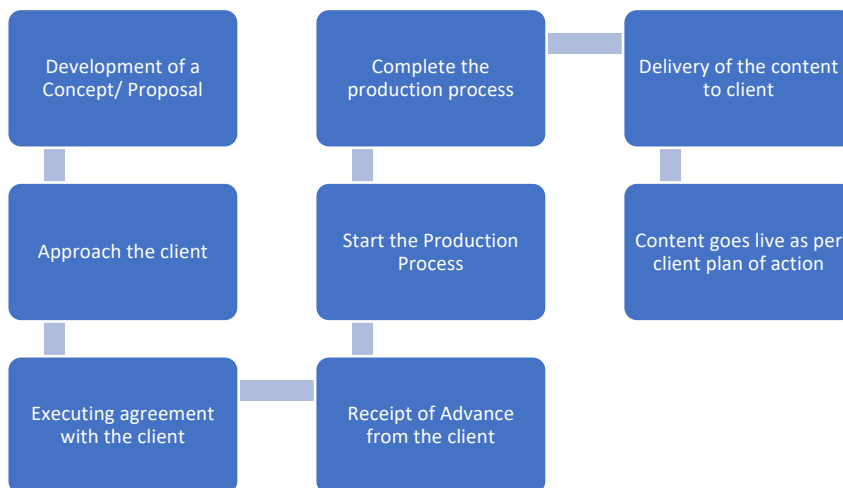 Development of a
Concept/ Proposal
Approach the client
Executing agreement
with the client
Receipt of Advance
from the client
Start the Production
Process
Complete the
production process
Delivery of the content
to client
Content goes live as per
client plan of action